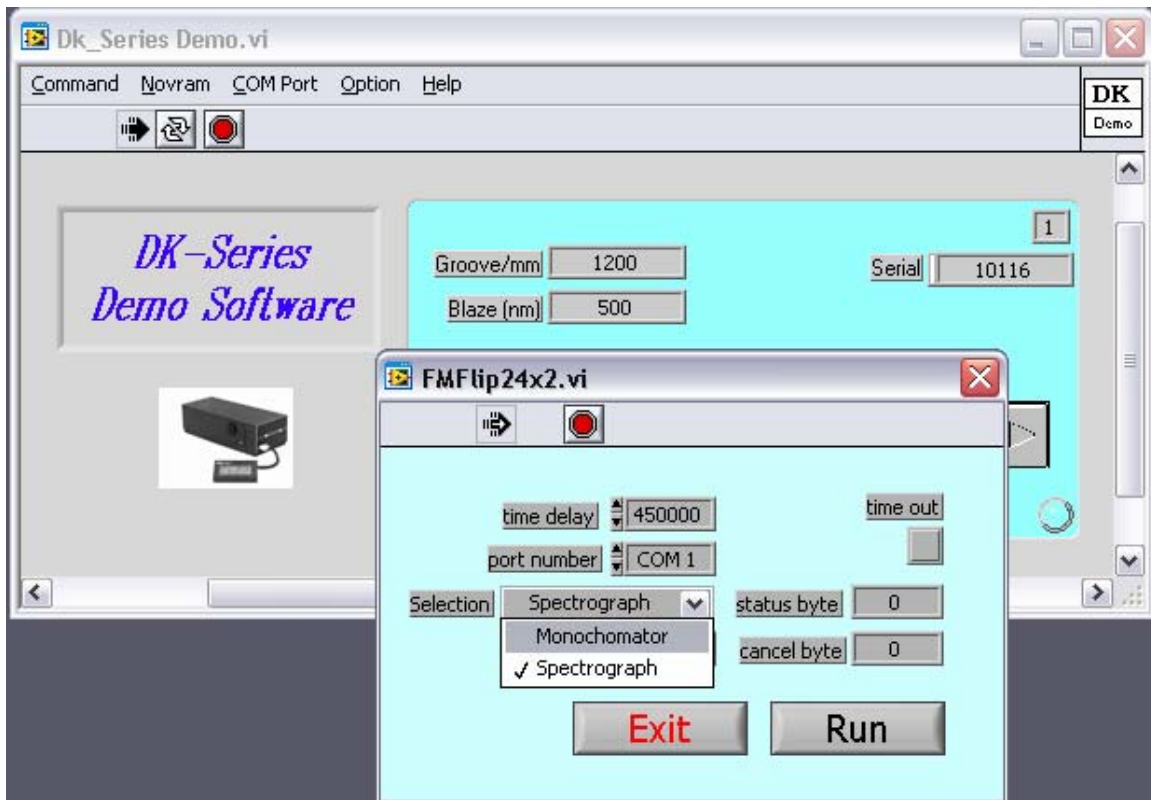 Dk_Series Demo.vi
Command Novram COM Port Option Help
DK
Demo
DK-Series
Demo Software
1
Groove/mm 1200
Serial 10116
Blaze (nm) 500
FMFlip24x2.vi
time delay 450000
time out
port number COM 1
Selection Spectrograph
status byte 0
Monochomator
cancel byte 0
✓ Spectrograph
Exit Run